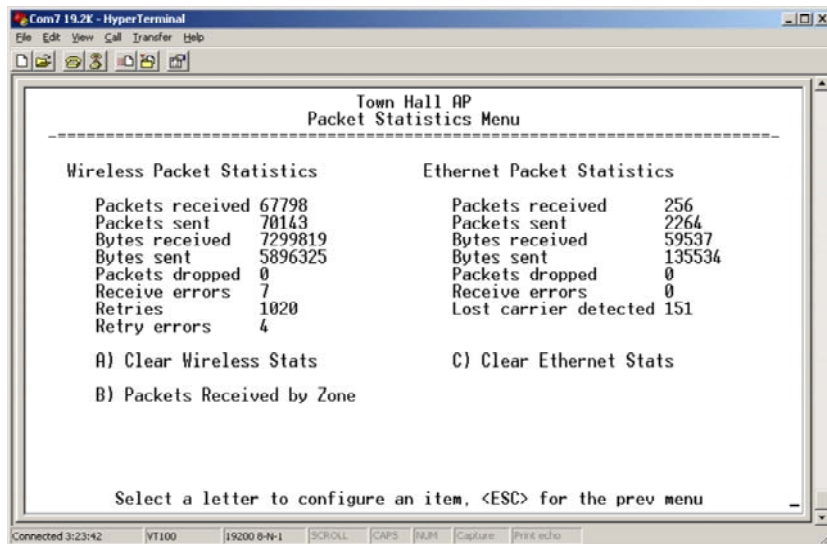 Com7 19.2K - HyperTerminal
File Edit View Call Transfer Help
Town Hall AP
Packet Statistics Menu
Wireless Packet Statistics
Packets received 67798
Packets sent 70143
Bytes received 7299819
Bytes sent 5896325
Packets dropped 0
Receive errors 7
Retries 1020
Retry errors 4
A) Clear Wireless Stats
B) Packets Received by Zone
Ethernet Packet Statistics
Packets received 256
Packets sent 2264
Bytes received 59537
Bytes sent 135534
Packets dropped 0
Receive errors 0
Lost carrier detected 151
C) Clear Ethernet Stats
Select a letter to configure an item, <ESC> for the prev menu
Connected 3:23:42 VT100 19200 8-N-1 SCROLL CAPS NUM Capture Print echo